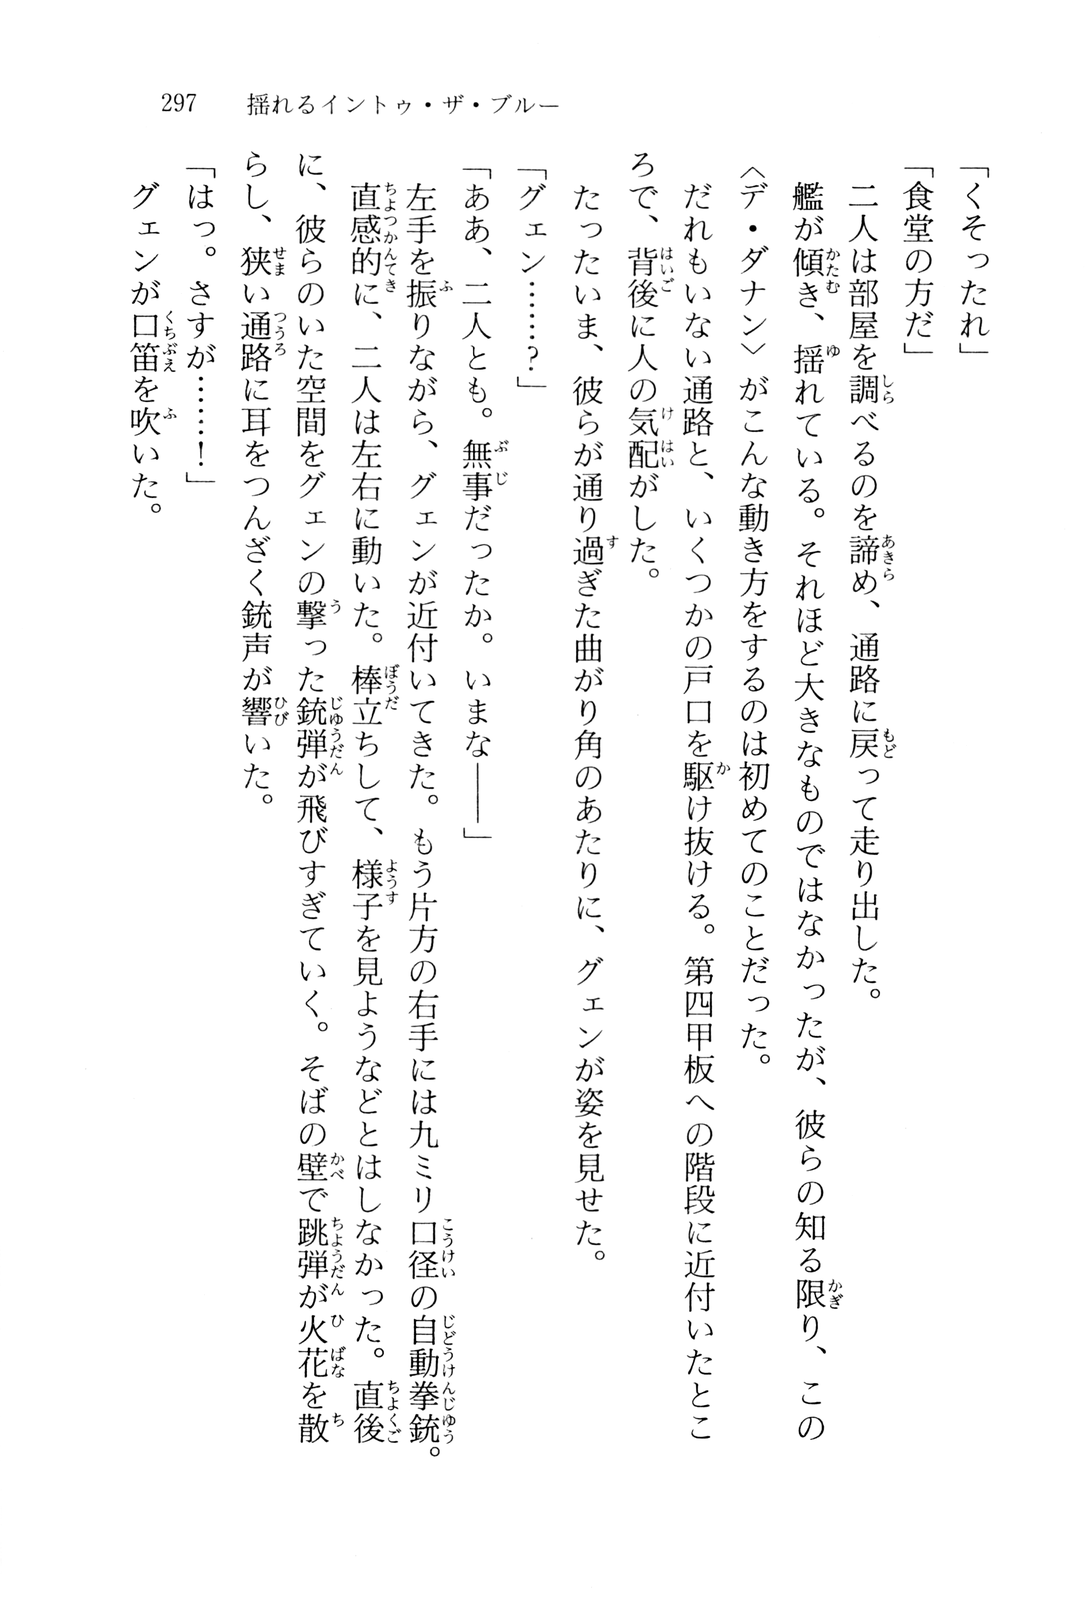 297 揺れるイントゥ・ザ・ブルー
「くそったれ」
「食堂の方だ」
二人は部屋を調べるのを諦め、通路に戻って走り出した。
艦が傾き、揺れている。それほど大きなものではなかったが、彼らの知る限り、この
〈デ・ダナン〉がこんな動き方をするのは初めてのことだった。
だれもいない通路と、いくつかの戸口を駆け抜ける。第四甲板への階段に近付いたとこ
ろで、背後に人の気配がした。
たったいま、彼らが通り過ぎた曲がり角のあたりに、グェンが姿を見せた。
「グェン……?」
「ああ、二人とも。無事だったか。いまな――」
左手を振りながら、グェンが近付いてきた。もう片方の右手には九ミリ口径の自動拳銃。
直感的に、二人は左右に動いた。棒立ちして、様子を見ようなどとはしなかった。直後
に、彼らのいた空間をグェンの撃った銃弾が飛びすぎていく。そばの壁で跳弾が火花を散
らし、狭い通路に耳をつんざく銃声が響いた。
「はっ。さすが……!」
グェンが口笛を吹いた。